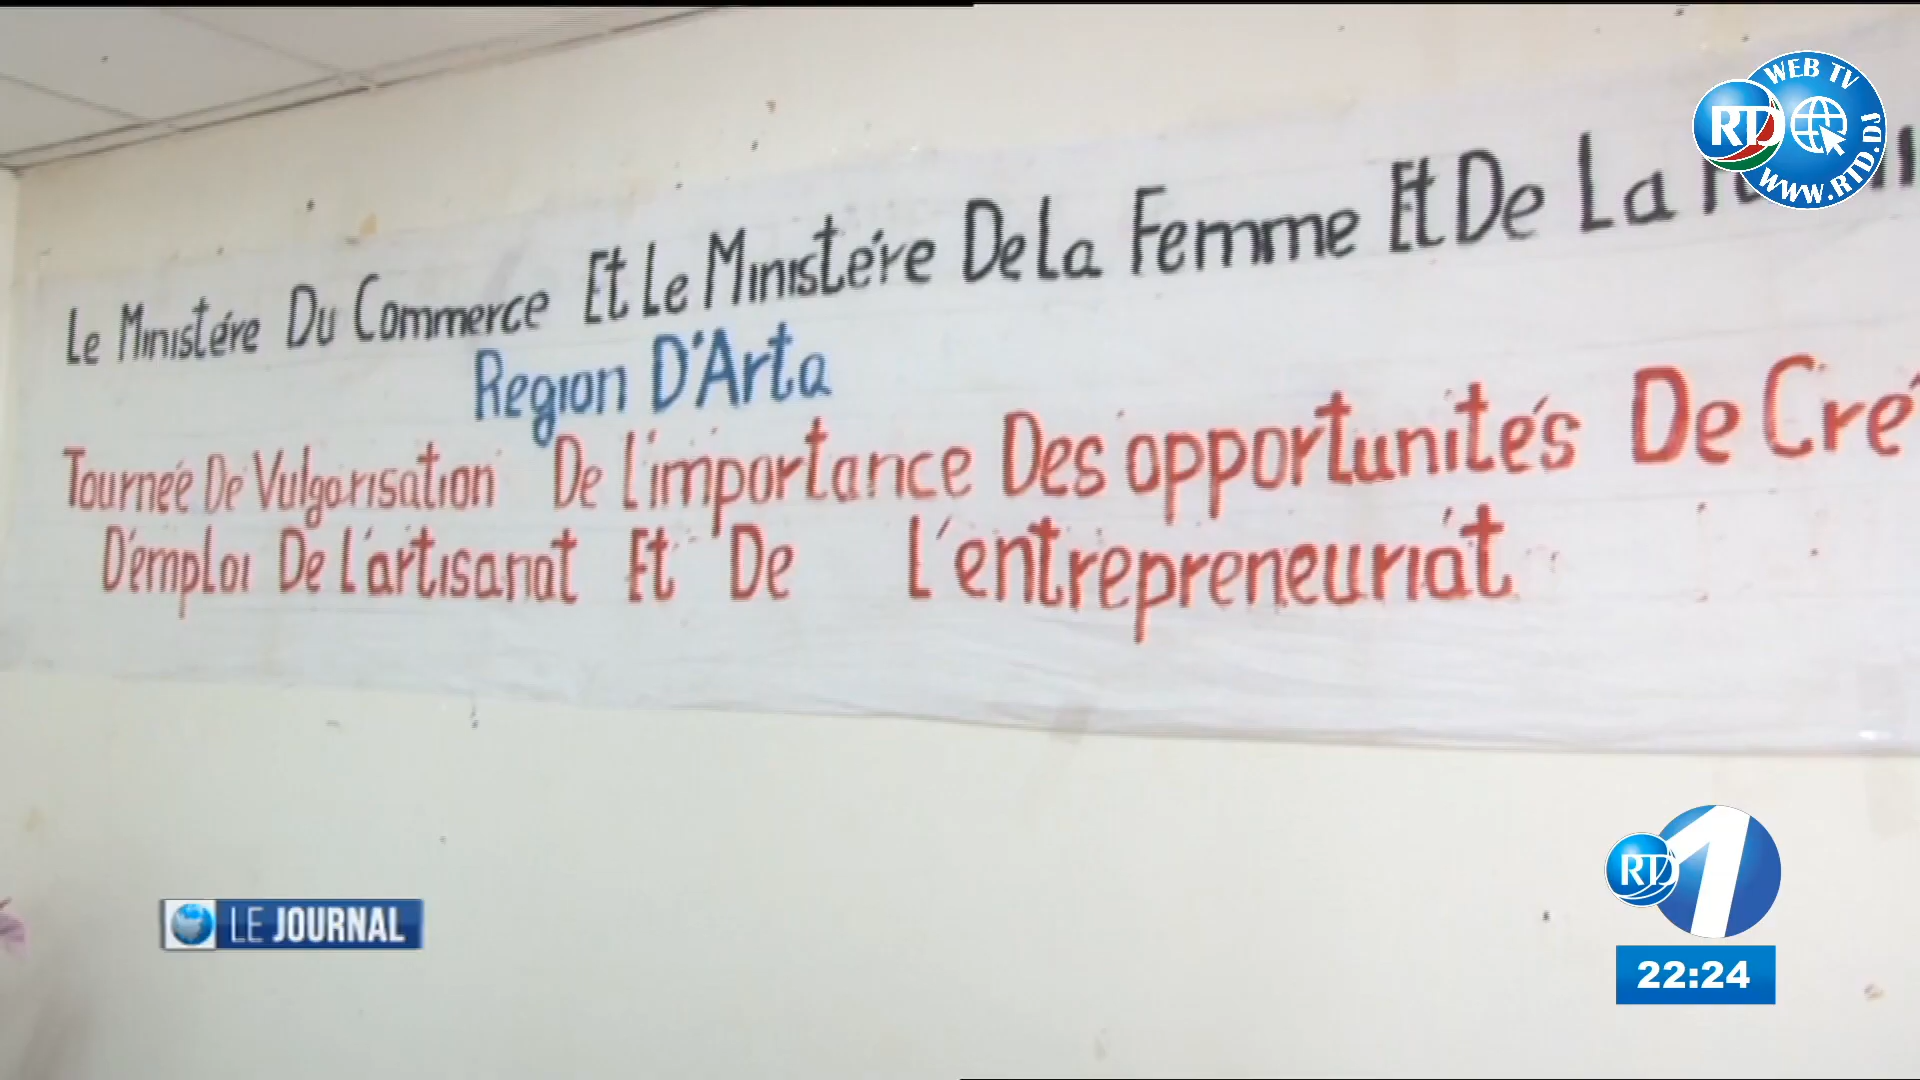 WEB TV
RTD
WWW.RTD.DJ
Le Ministére Du Commerce Et Le Ministére De La Femme Et De La
Region D'Arta
Tournée De Vulgarisation De L'importance Des opportunités De Cré
D'emploi De L'artisanat Et De L'entrepreneuriat
LE JOURNAL
RTD 1
22:24